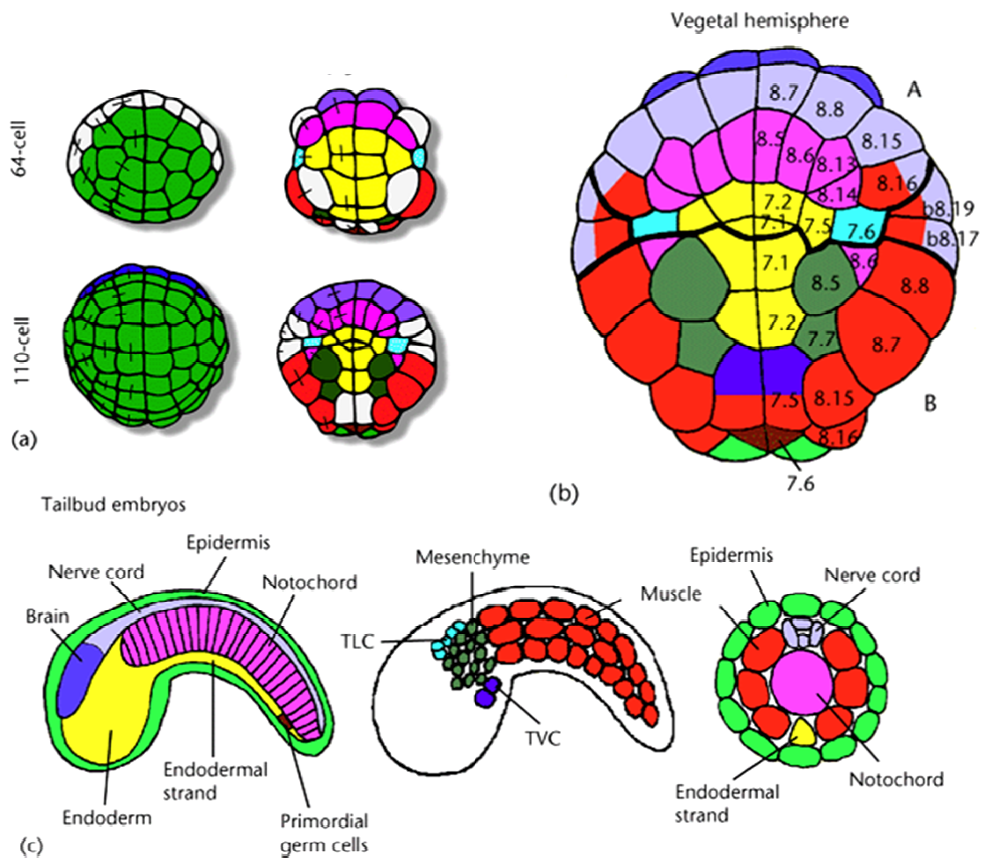 64-cell
110-cell
(a)
Vegetal hemisphere
A
8.7
8.8
8.15
8.5
8.6
8.13
8.16
8.14
7.2
b8.19
7.1
7.5
7.6
b8.17
7.1
8.6
8.5
8.8
7.2
7.7
8.7
7.5
8.15
B
8.16
7.6
(b)
Tailbud embryos
Epidermis
Nerve cord
Notochord
Brain
Endodermal
strand
Endoderm
Primordial
germ cells
Mesenchyme
Muscle
TLC
TVC
Epidermis
Nerve cord
Endodermal
strand
Notochord
(c)